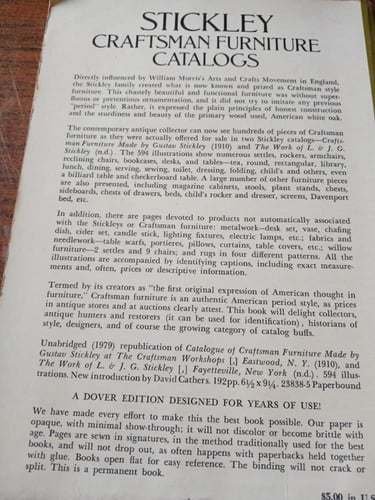 STICKLEY
CRAFTSMAN FURNITURE
CATALOGS
Directly influenced by William Morris's Arts and Crafts Movement in England,
the Stickley family created what is now known and prized as Craftsman style
furniture. This chastely beautiful and functional furniture was without super-
fluous or pretentious ornamentation, and it did not try to imitate any previous
"period" style. Rather, it expressed the plain principles of honest construction
and the sturdiness and beauty of the primary wood used, American white oak.
The contemporary antique collector can now see hundreds of pieces of Craftsman
furniture as they were actually offered for sale in two Stickley catalogs—Crafts-
man Furniture Made by Gustav Stickley (1910) and The Work of L. & J. G.
Stickley (n.d.). The 594 illustrations show numerous settles, rockers, armchairs,
reclining chairs, bookcases, desks, and tables—tea, round, rectangular, library,
lunch, dining, serving, sewing, toilet, dressing, folding, child's and others, even
a billiard table and checkerboard table. A large number of other furniture pieces
are also presented, including magazine cabinets, stools, plant stands, chests,
sideboards, chests of drawers, beds, child's rocker and dresser, screens, Davenport
bed, etc.
In addition, there are pages devoted to products not automatically associated
with the Stickleys or Craftsman furniture: metalwork—desk set, vase, chafing
dish, cider set, candle stick, lighting fixtures, electric lamps, etc.; fabrics and
needlework—table scarfs, portieres, pillows, curtains, table covers, etc.; willow
furniture—2 settles and 9 chairs; and rugs in four different patterns. All the
illustrations are accompanied by identifying captions, including exact measure-
ments and, often, prices or descriptive information.
Termed by its creators as "the first original expression of American thought in
furniture," Craftsman furniture is an authentic American period style, as prices
in antique stores and at auctions clearly attest. This book will delight collectors,
antique hunters and restorers (it can be used for identification), historians of
style, designers, and of course the growing category of catalog buffs.
Unabridged (1979) republication of Catalogue of Craftsman Furniture Made by
Gustav Stickley at The Craftsman Workshops [,] Eastwood, N. Y. (1910), and
The Work of L. & J. G. Stickley [,] Fayetteville, New York (n.d.). 594 illus-
trations. New introduction by David Cathers. 192pp. 6½ x 9¼. 23838-5 Paperbound
A DOVER EDITION DESIGNED FOR YEARS OF USE!
We have made every effort to make this the best book possible. Our paper is
opaque, with minimal show-through; it will not discolor or become brittle with
age. Pages are sewn in signatures, in the method traditionally used for the best
books, and will not drop out, as often happens with paperbacks held together
with glue. Books open flat for easy reference. The binding will not crack or
split. This is a permanent book.
$5.00 in U